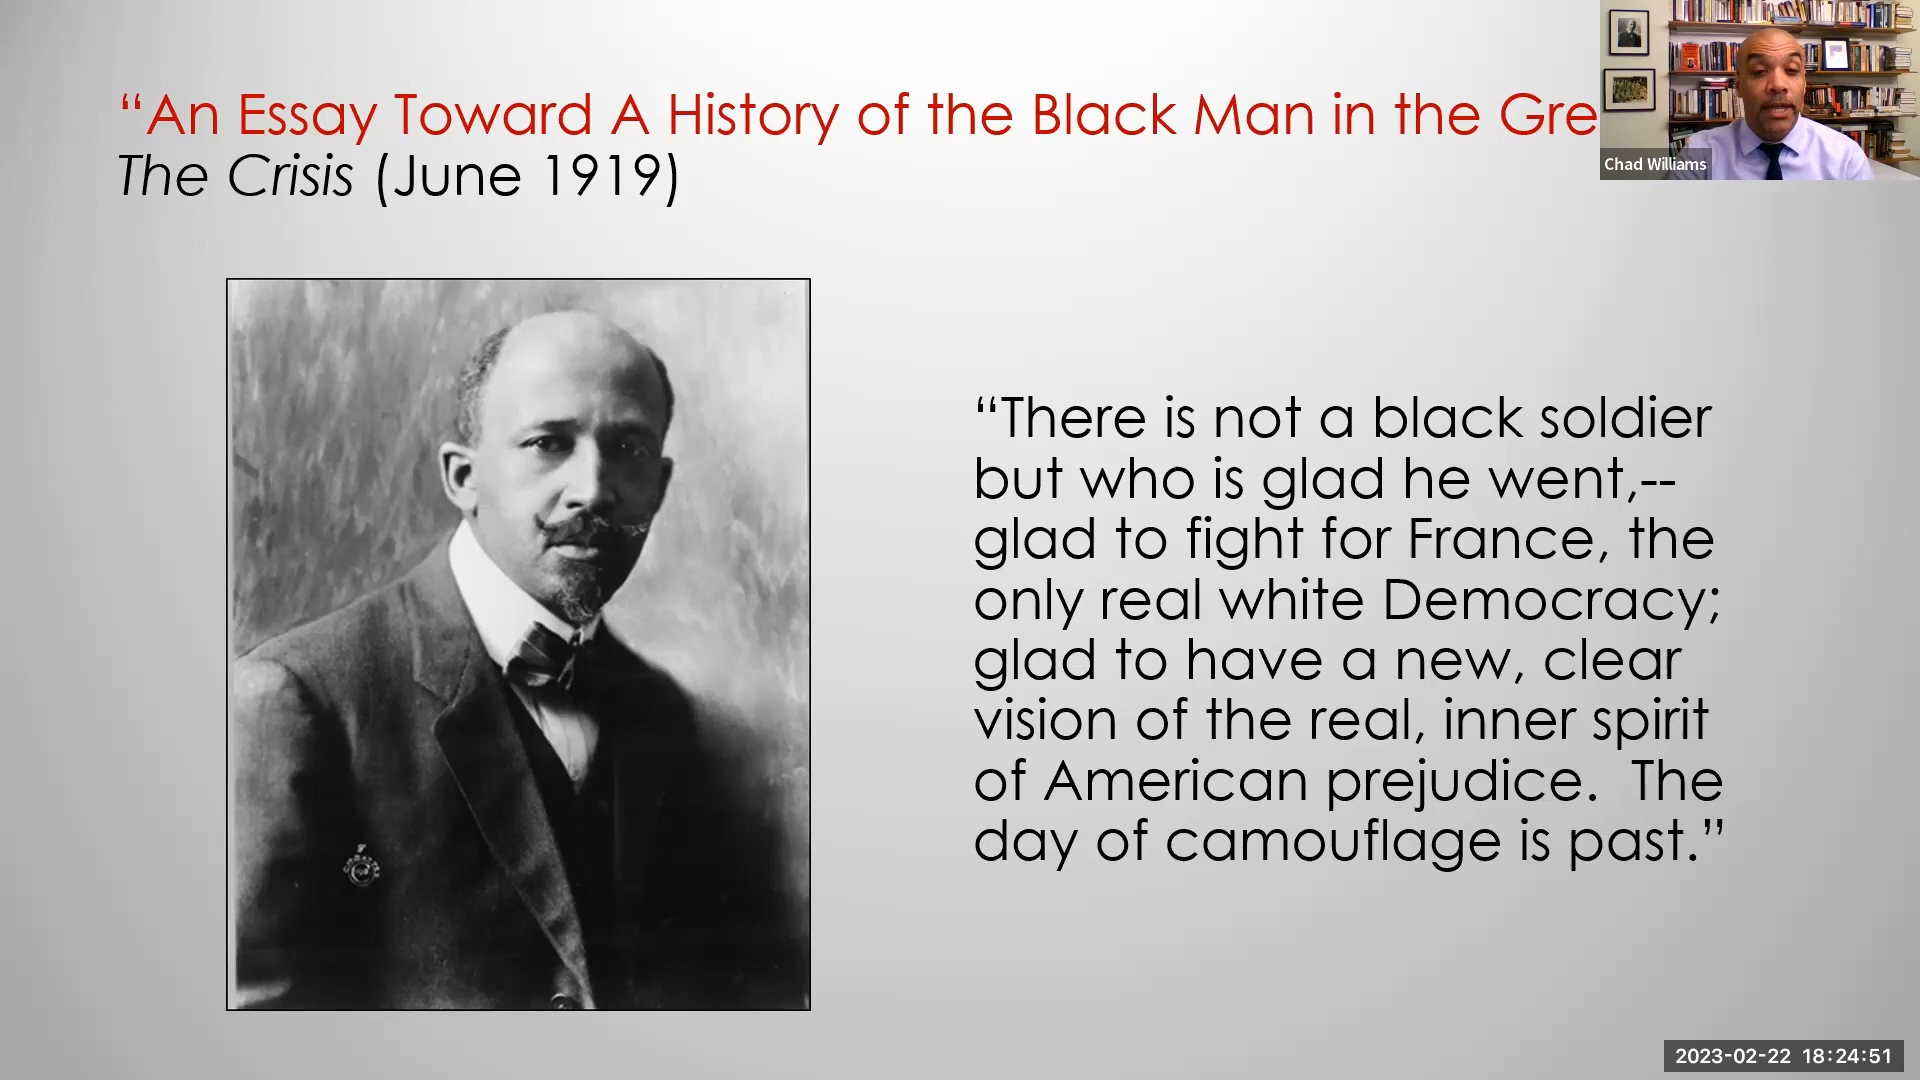 “An Essay Toward A History of the Black Man in the Gre
The Crisis (June 1919)
Chad Williams
“There is not a black soldier
but who is glad he went,--
glad to fight for France, the
only real white Democracy;
glad to have a new, clear
vision of the real, inner spirit
of American prejudice.  The
day of camouflage is past.”
2023-02-22 18:24:51